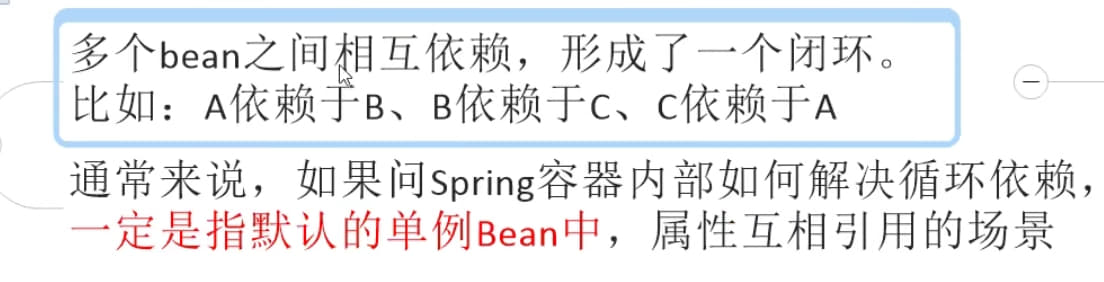 多个bean之间相互依赖，形成了一个闭环。
比如：A依赖于B、B依赖于C、C依赖于A
通常来说，如果问Spring容器内部如何解决循环依赖，
一定是指默认的单例Bean中，属性互相引用的场景